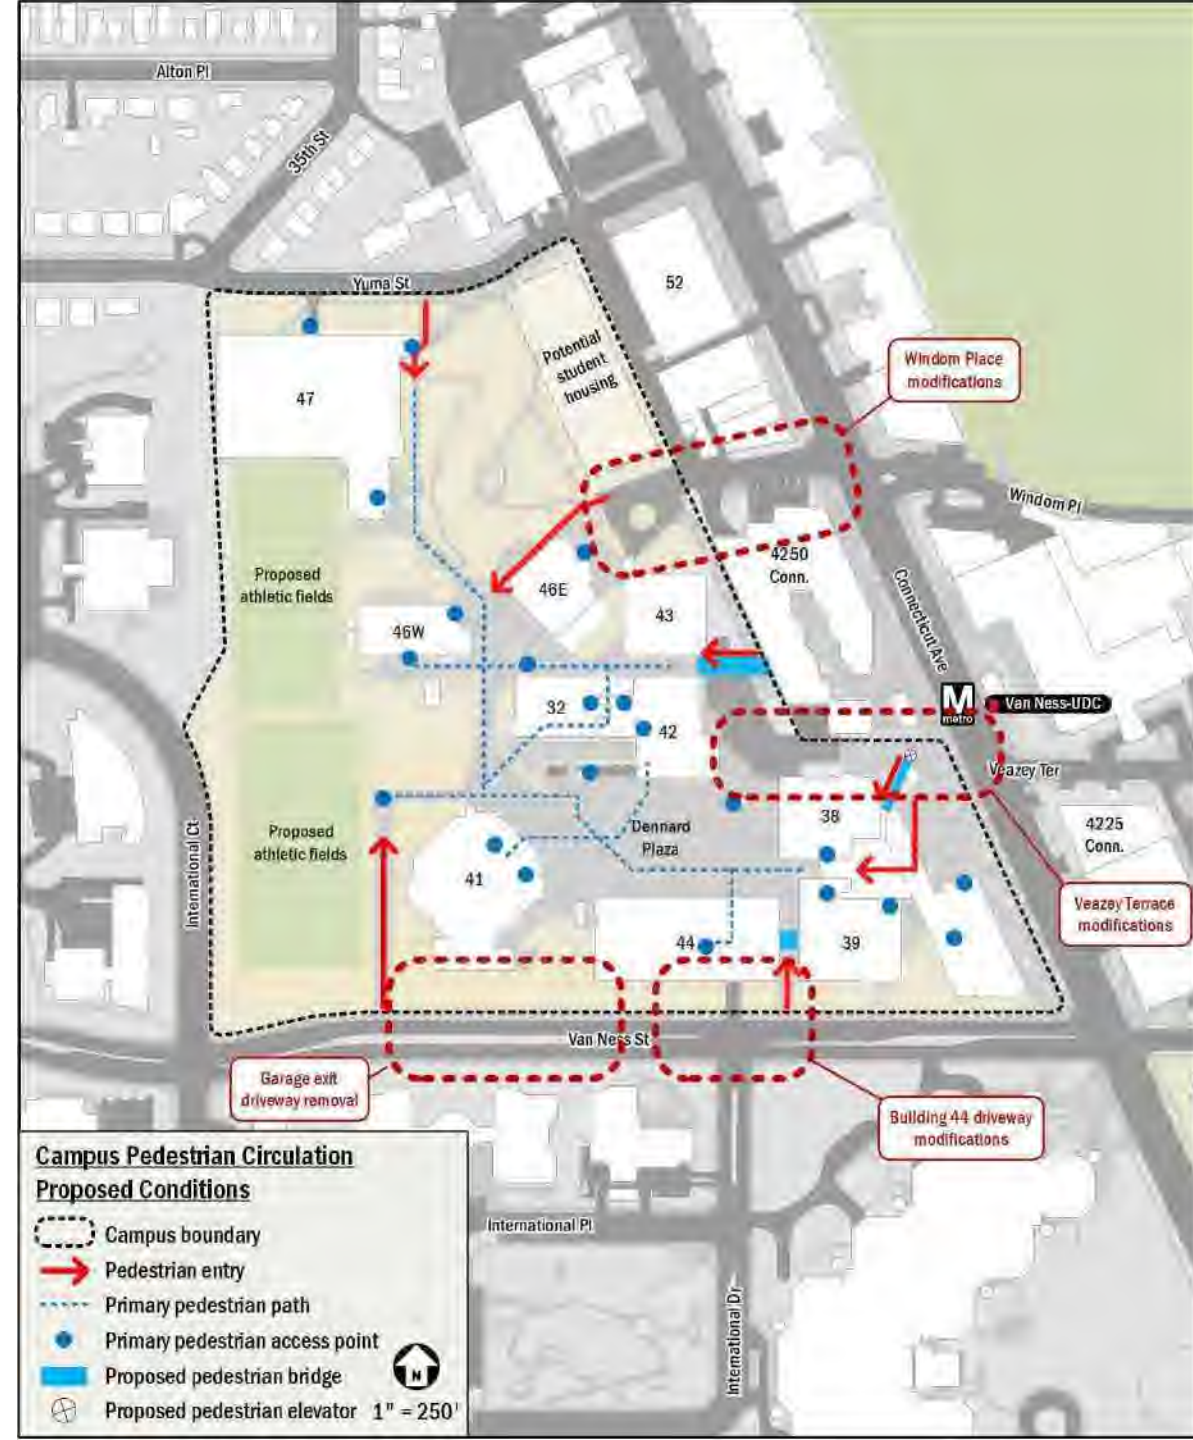 Alton Pl
35th St
Yuma St
52
Potential
student
housing
Windom Place
modifications
47
Windom Pl
4250
Conn.
Proposed
athletic fields
46E
43
46W
Connecticut Ave
M
metro
Van Ness-UDC
32
42
Veazey Ter
38
4225
Conn.
Proposed
athletic fields
Dennard
Plaza
International Ct
41
Veazey Terrace
modifications
44
39
Van Ness St
Garage exit
driveway removal
Building 44 driveway
modifications
International Pl
International Dr
Campus Pedestrian Circulation
Proposed Conditions
Campus boundary
Pedestrian entry
Primary pedestrian path
Primary pedestrian access point
Proposed pedestrian bridge
N
Proposed pedestrian elevator 1" = 250'